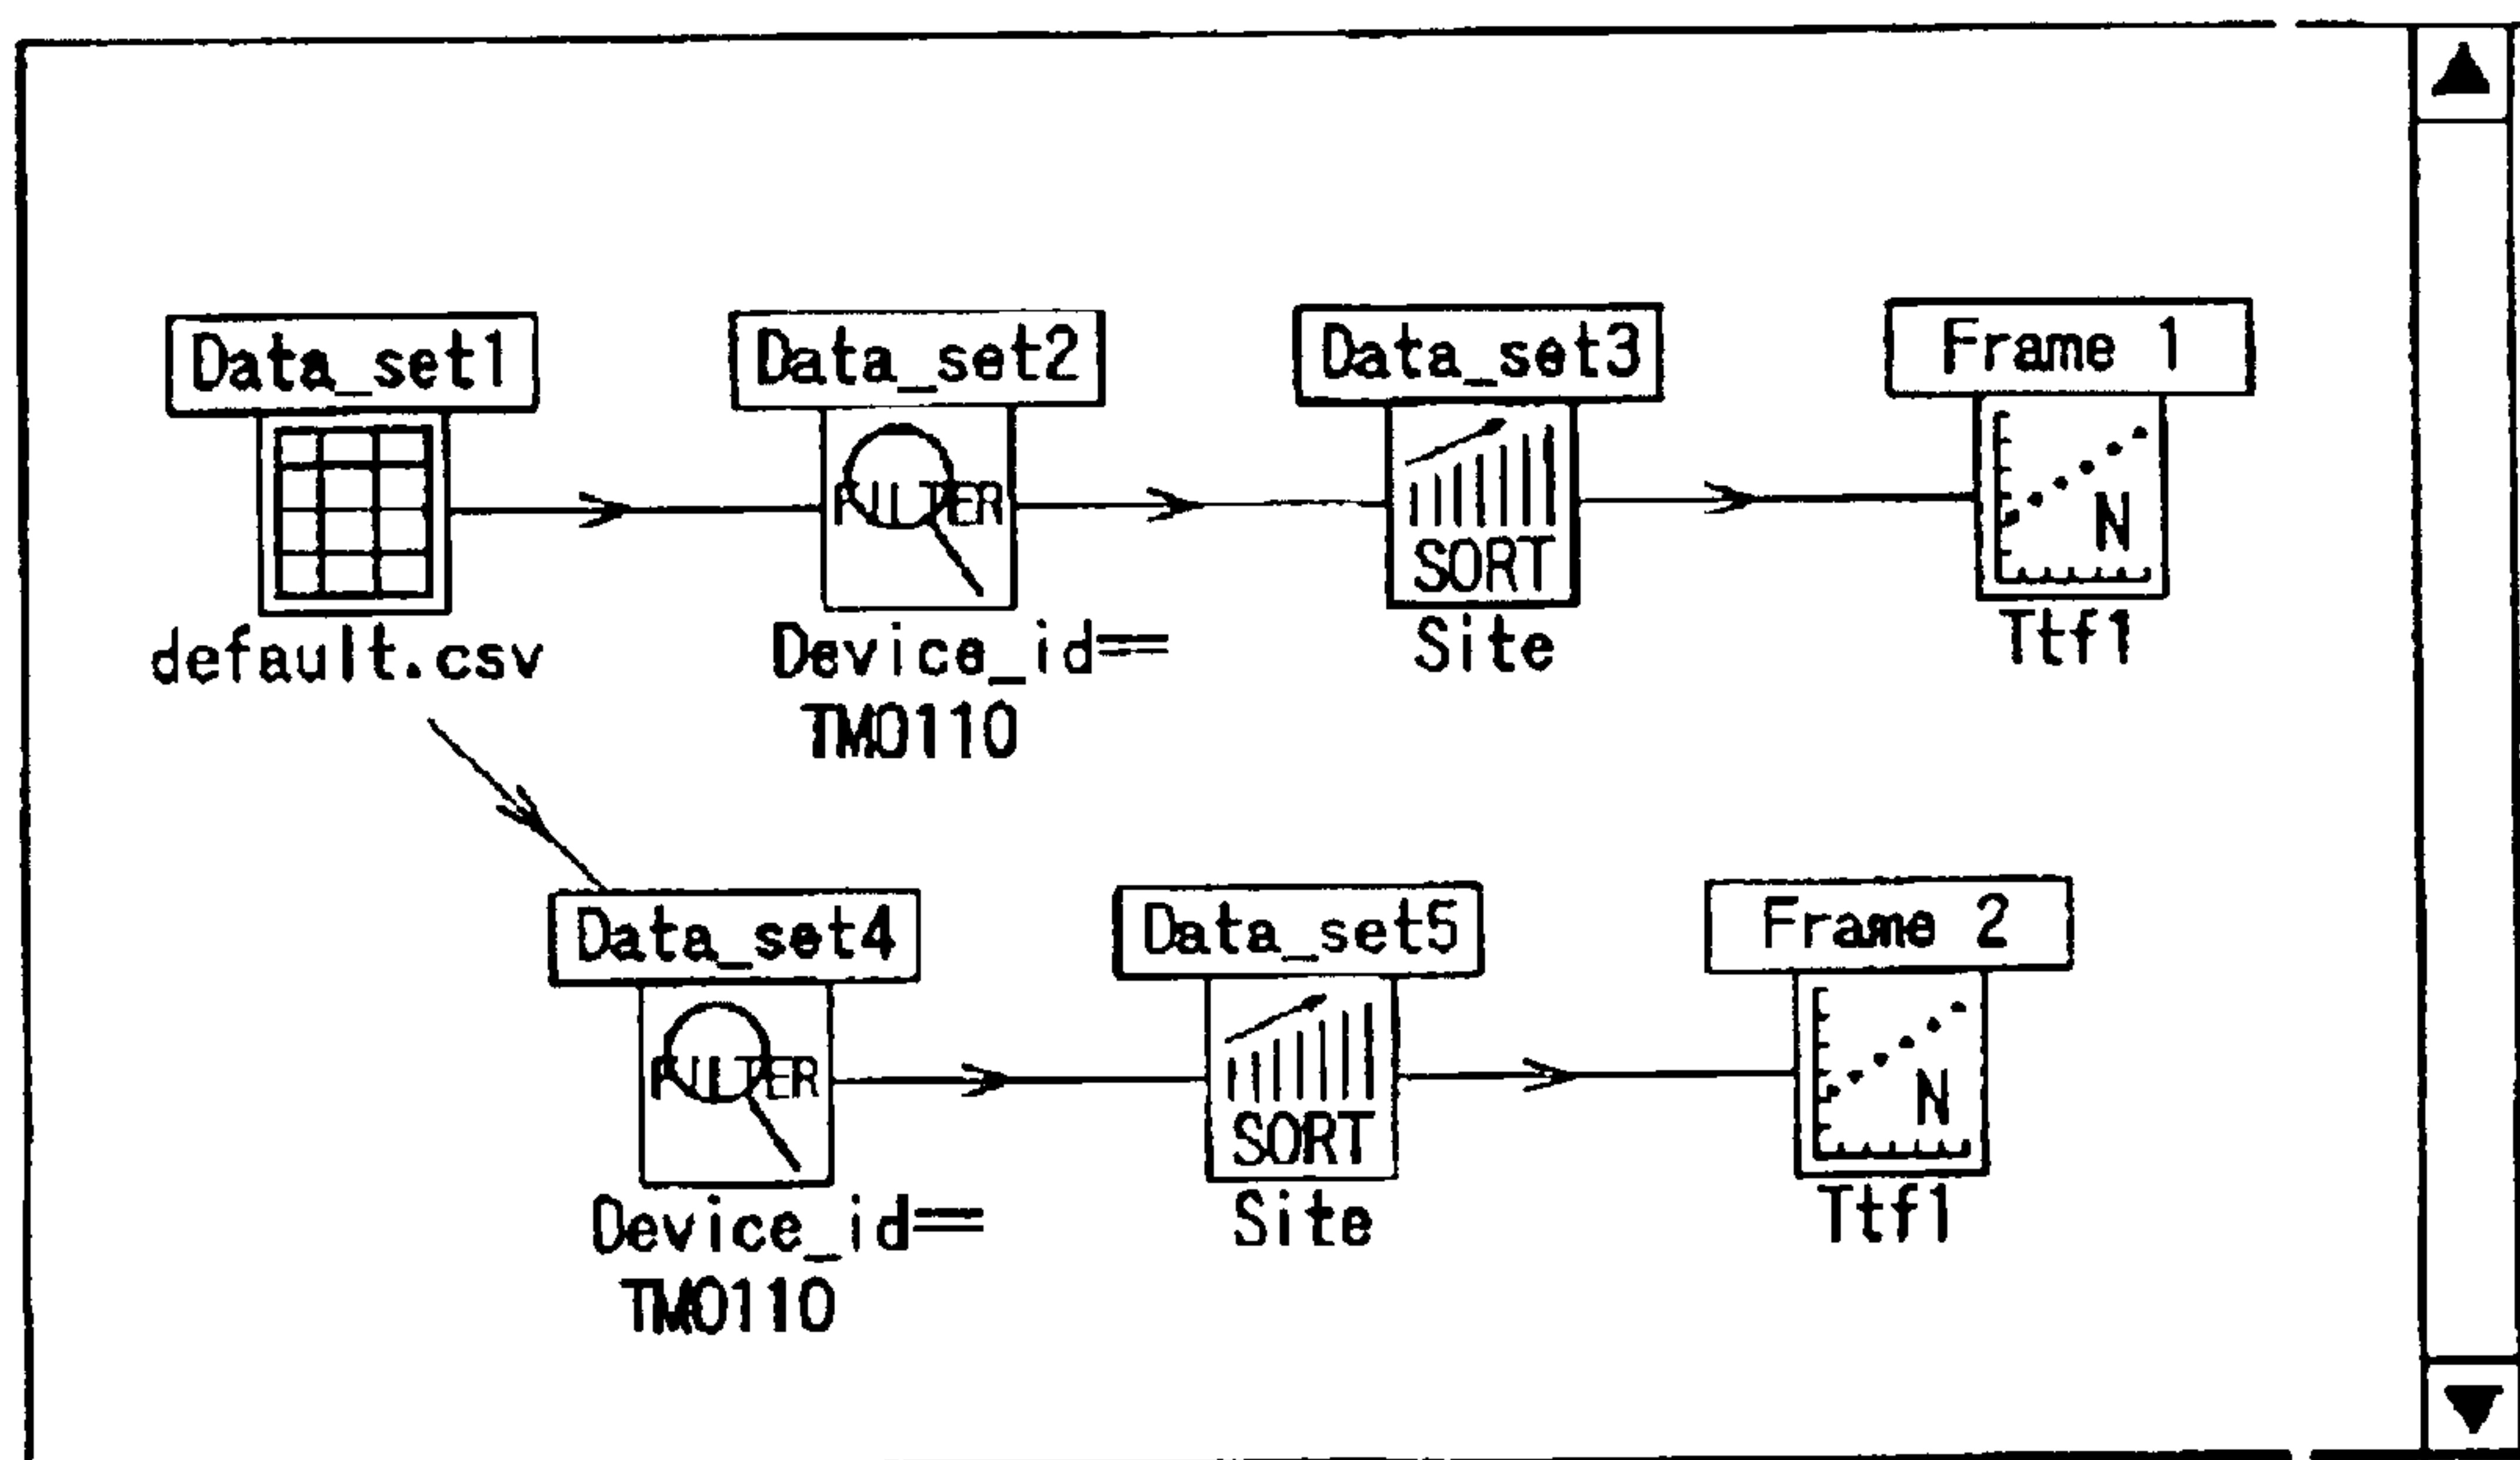 Data_set1
Data_set2
Data_set3
Frame 1
FILTER
SORT
N
default.csv
Device_id==
TM0110
Site
Ttf1
Data_set4
Data_set5
Frame 2
FILTER
SORT
N
Device_id==
TM0110
Site
Ttf1